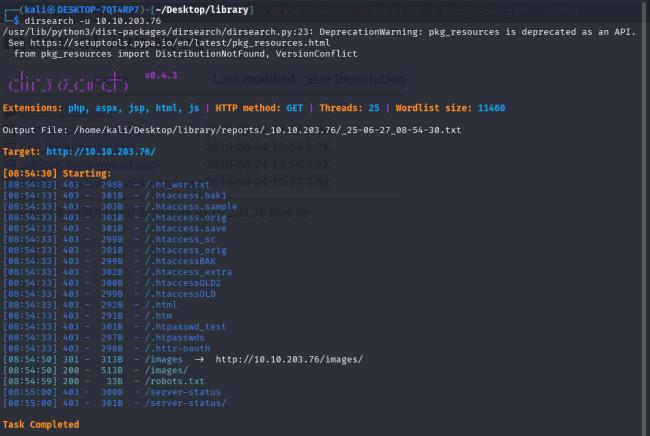 ┌──(kali㉿DESKTOP-7QT4RP7)-[~/Desktop/library]
└─$ dirsearch -u 10.10.203.76
/usr/lib/python3/dist-packages/dirsearch/dirsearch.py:23: DeprecationWarning: pkg_resources is deprecated as an API.
See https://setuptools.pypa.io/en/latest/pkg_resources.html
from pkg_resources import DistributionNotFound, VersionConflict
v0.4.3
Last modified Size Description
Extensions: php, aspx, jsp, html, js | HTTP method: GET | Threads: 25 | Wordlist size: 11460
Output File: /home/kali/Desktop/library/reports/_10.10.203.76/_25-06-27_08-54-30.txt
Target: http://10.10.203.76/
[08:54:30] Starting:
[08:54:33] 403 - 298B - /.ht_wsr.txt
[08:54:33] 403 - 301B - /.htaccess.bak1
[08:54:33] 403 - 303B - /.htaccess.sample
[08:54:33] 403 - 301B - /.htaccess.orig
[08:54:33] 403 - 301B - /.htaccess.save
[08:54:33] 403 - 299B - /.htaccess_sc
[08:54:33] 403 - 301B - /.htaccess_orig
[08:54:33] 403 - 299B - /.htaccessBAK
[08:54:33] 403 - 302B - /.htaccess_extra
[08:54:33] 403 - 300B - /.htaccessOLD2
[08:54:33] 403 - 299B - /.htaccessOLD
[08:54:33] 403 - 292B - /.html
[08:54:33] 403 - 291B - /.htm
[08:54:33] 403 - 301B - /.htpasswd_test
[08:54:33] 403 - 297B - /.htpasswds
[08:54:33] 403 - 298B - /.httr-oauth
[08:54:50] 301 - 313B - /images → http://10.10.203.76/images/
[08:54:50] 200 - 513B - /images/
[08:54:59] 200 - 33B - /robots.txt
[08:55:00] 403 - 300B - /server-status
[08:55:00] 403 - 301B - /server-status/
Task Completed